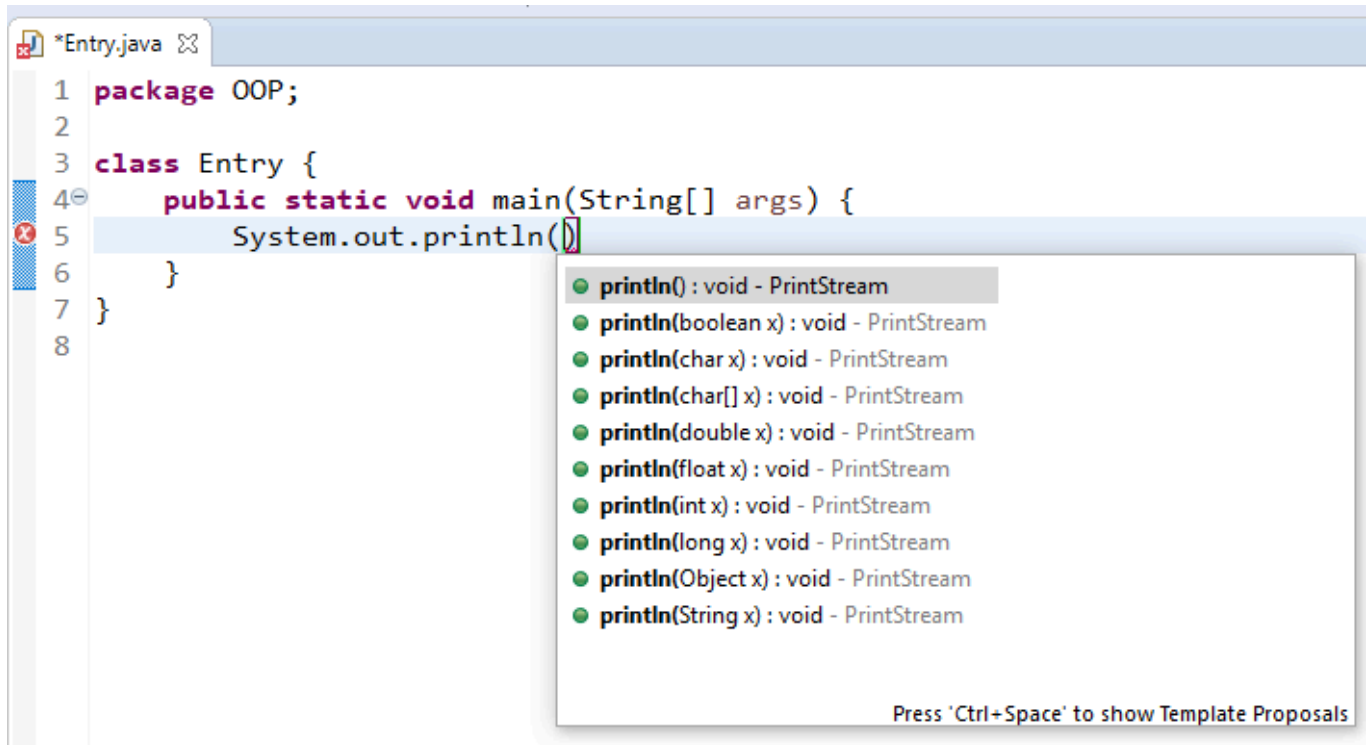 *Entry.java
1 package OOP;
2
3 class Entry {
4 public static void main(String[] args) {
5 System.out.println()
6 }
7 }
8
println() : void - PrintStream
println(boolean x) : void - PrintStream
println(char x) : void - PrintStream
println(char[] x) : void - PrintStream
println(double x) : void - PrintStream
println(float x) : void - PrintStream
println(int x) : void - PrintStream
println(long x) : void - PrintStream
println(Object x) : void - PrintStream
println(String x) : void - PrintStream
Press 'Ctrl+Space' to show Template Proposals